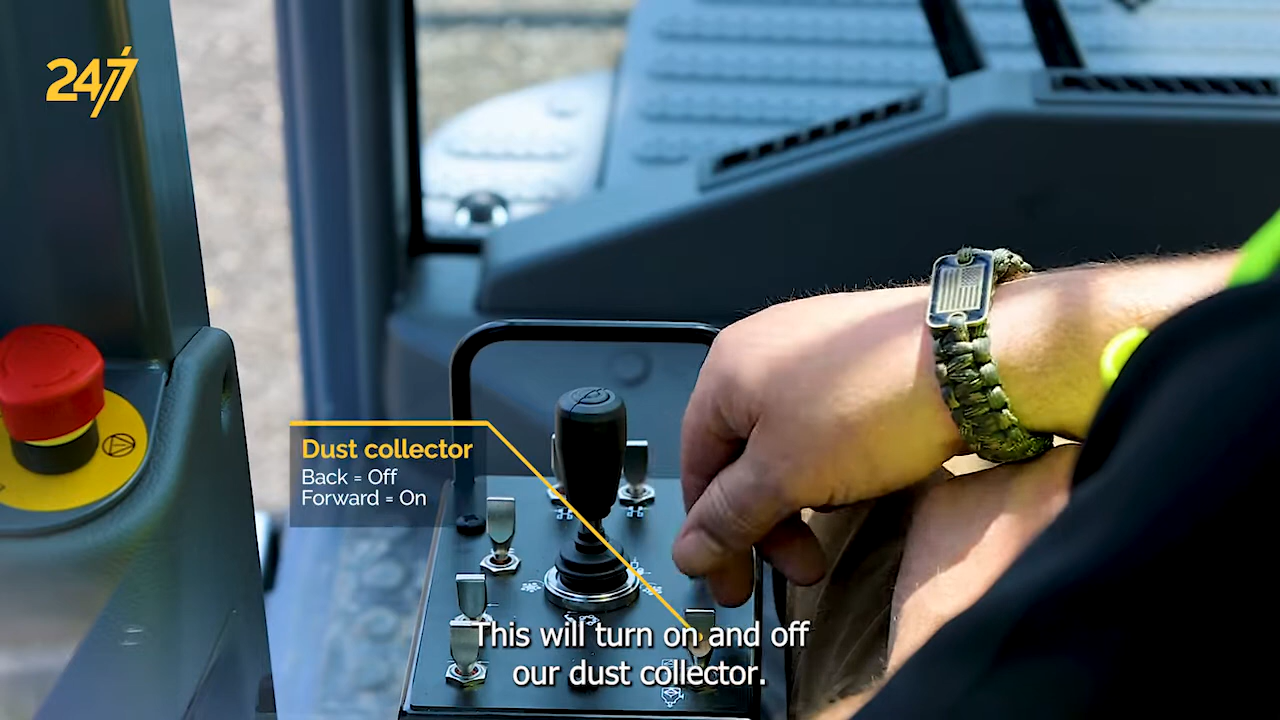 24/7
Dust collector
Back = Off
Forward = On
This will turn on and off
our dust collector.